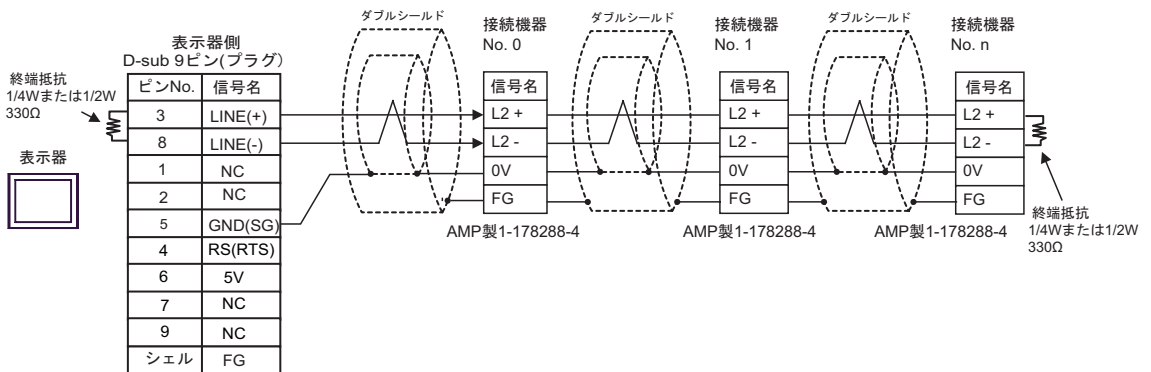 ダブルシールド
ダブルシールド
ダブルシールド
表示器側
D-sub 9ピン(プラグ)
接続機器
No. 0
接続機器
No. 1
接続機器
No. n
終端抵抗
1/4Wまたは1/2W
330Ω
表示器
ピンNo. 信号名
3 LINE(+)
8 LINE(-)
1 NC
2 NC
5 GND(SG)
4 RS(RTS)
6 5V
7 NC
9 NC
シェル FG
信号名
L2 +
L2 -
0V
FG
AMP製1-178288-4
信号名
L2 +
L2 -
0V
FG
AMP製1-178288-4
信号名
L2 +
L2 -
0V
FG
AMP製1-178288-4
終端抵抗
1/4Wまたは1/2W
330Ω